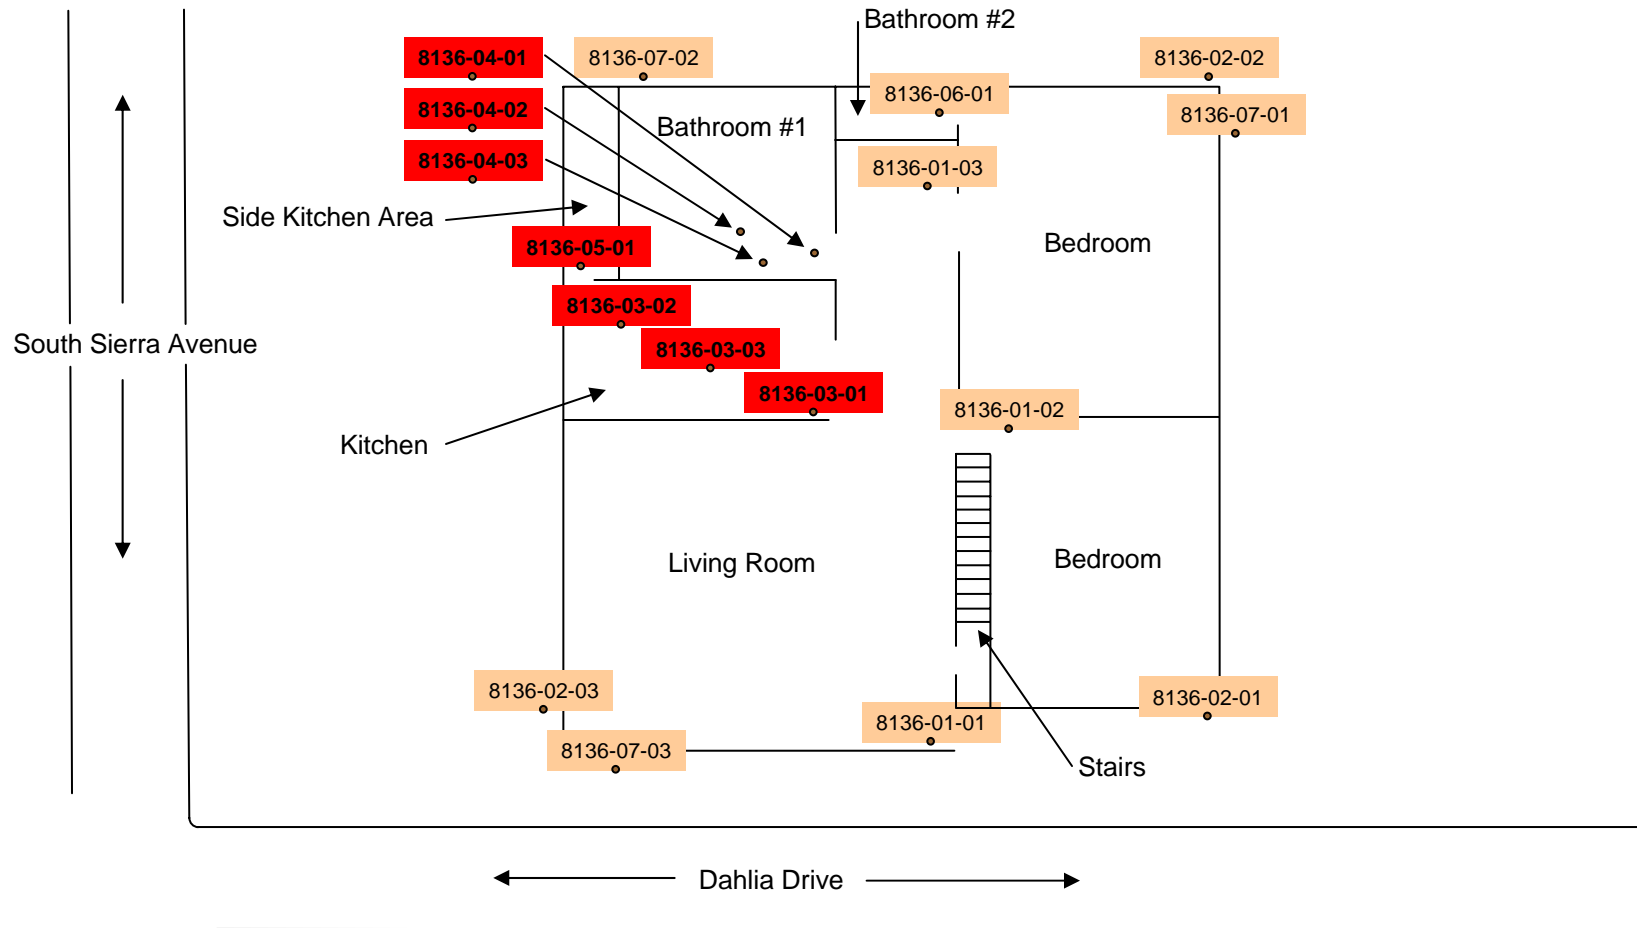 Bathroom #2
8136-04-01
8136-07-02
8136-02-02
8136-04-02
8136-06-01
8136-07-01
Bathroom #1
8136-04-03
8136-01-03
Side Kitchen Area
8136-05-01
Bedroom
8136-03-02
South Sierra Avenue
8136-03-03
8136-03-01
8136-01-02
Kitchen
Living Room
Bedroom
8136-02-03
8136-02-01
8136-01-01
8136-07-03
Stairs
Dahlia Drive